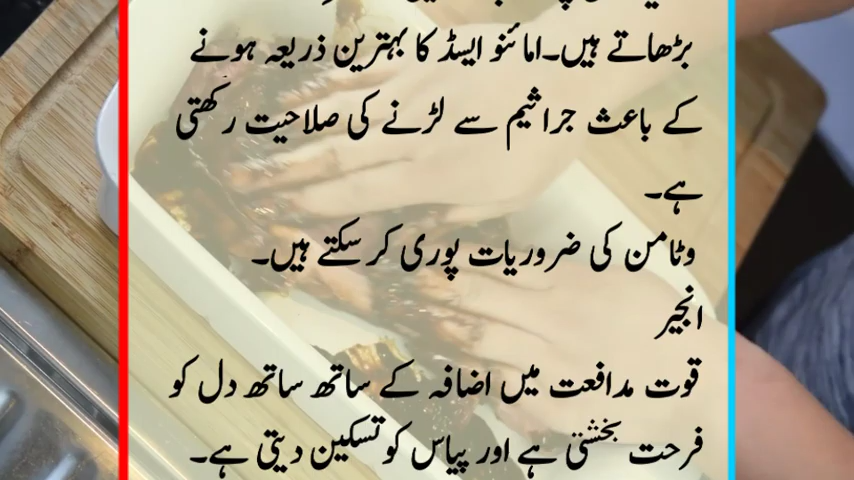 بڑھاتے ہیں۔امائنو ایسڈ کا بہترین ذریعہ ہونے
کے باعث جراثیم سے لڑنے کی صلاحیت رکھتی
ہے۔
وٹامن کی ضروریات پوری کرسکتے ہیں۔
انجیر
قوت مدافعت میں اضافہ کے ساتھ ساتھ دل کو
فرحت بخشتی ہے اور پیاس کو تسکین دیتی ہے۔